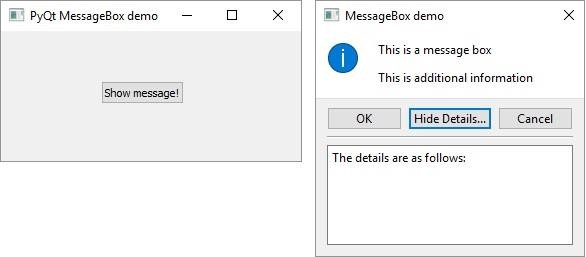 PyQt MessageBox demo
Show message!
MessageBox demo
This is a message box
This is additional information
OK
Hide Details...
Cancel
The details are as follows: